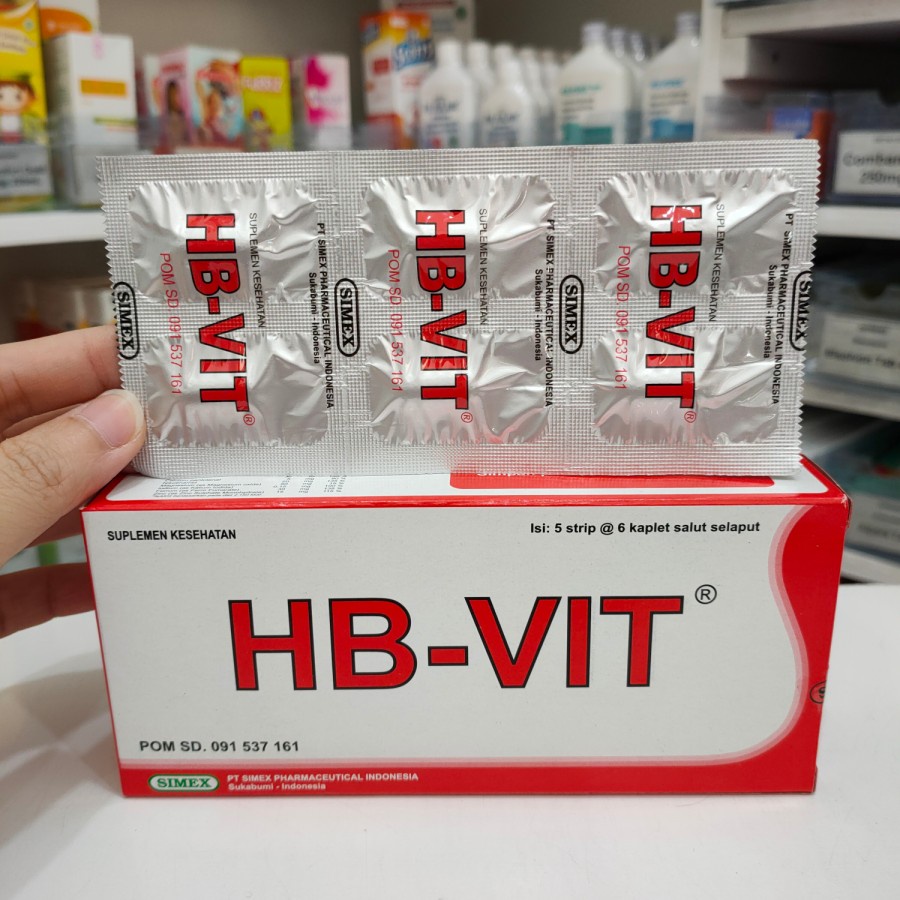 HB-VIT®
SUPLEMEN KESEHATAN
POM SD. 091 537 161
PT SIMEX PHARMACEUTICAL INDONESIA
Sukabumi - Indonesia
SIMEX
HB-VIT®
SUPLEMEN KESEHATAN
POM SD. 091 537 161
PT SIMEX PHARMACEUTICAL INDONESIA
Sukabumi - Indonesia
SIMEX
HB-VIT®
SUPLEMEN KESEHATAN
POM SD. 091 537 161
PT SIMEX PHARMACEUTICAL INDONESIA
Sukabumi - Indonesia
SIMEX
SIMEX
SUPLEMEN KESEHATAN
Isi: 5 strip @ 6 kaplet salut selaput
HB-VIT®
POM SD. 091 537 161
SIMEX
PT SIMEX PHARMACEUTICAL INDONESIA
Sukabumi - Indonesia